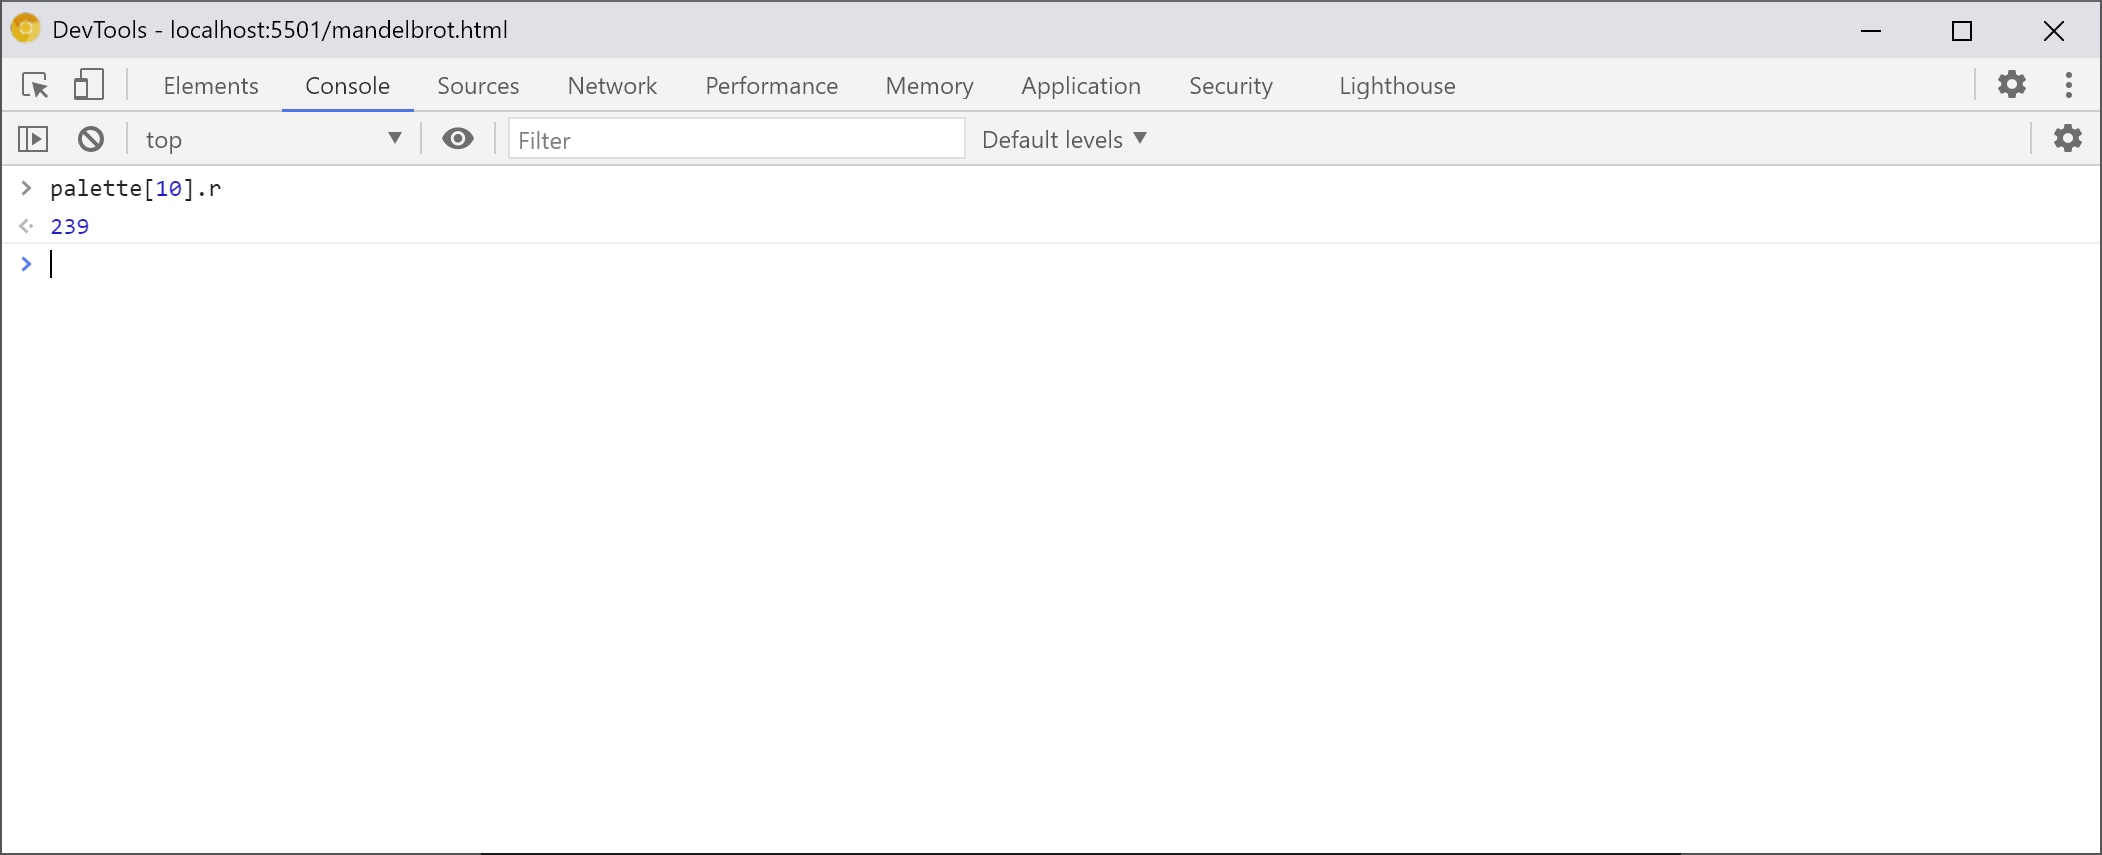 DevTools - localhost:5501/mandelbrot.html
Elements Console Sources Network Performance Memory Application Security Lighthouse
top Filter Default levels
palette[10].r
239